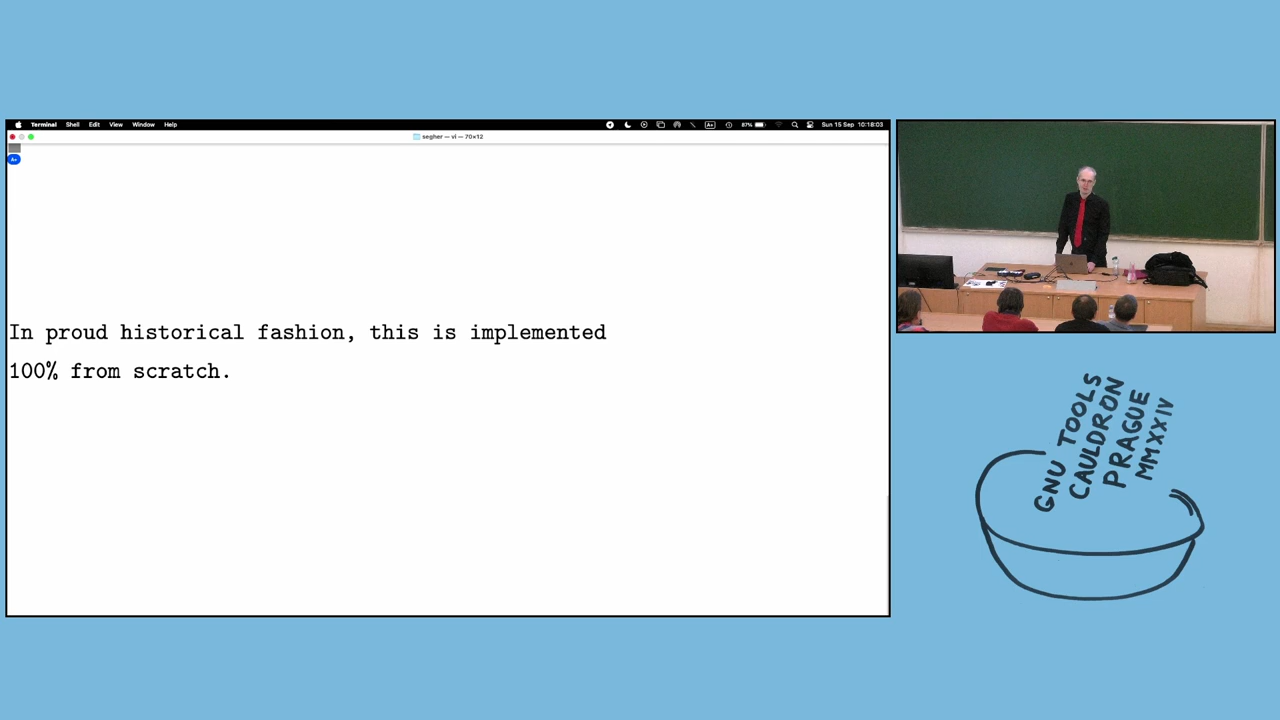 Terminal Shell Edit View Window Help
A+ 87% Sun 15 Sep 10:18:03
segher — vi — 70×12
A+
In proud historical fashion, this is implemented
100% from scratch.
GNU TOOLS
CAULDRON
PRAGUE
MMXXIV